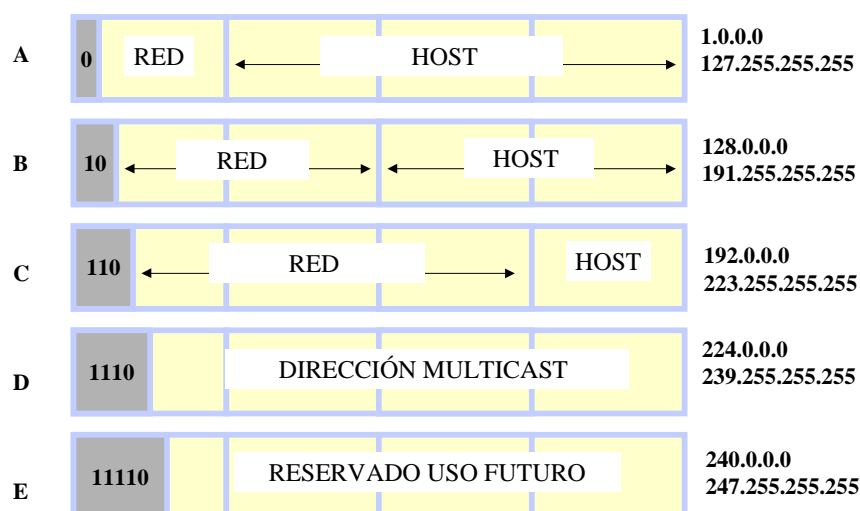 A
0
RED
HOST
1.0.0.0
127.255.255.255
B
10
RED
HOST
128.0.0.0
191.255.255.255
C
110
RED
HOST
192.0.0.0
223.255.255.255
D
1110
DIRECCIÓN MULTICAST
224.0.0.0
239.255.255.255
E
11110
RESERVADO USO FUTURO
240.0.0.0
247.255.255.255